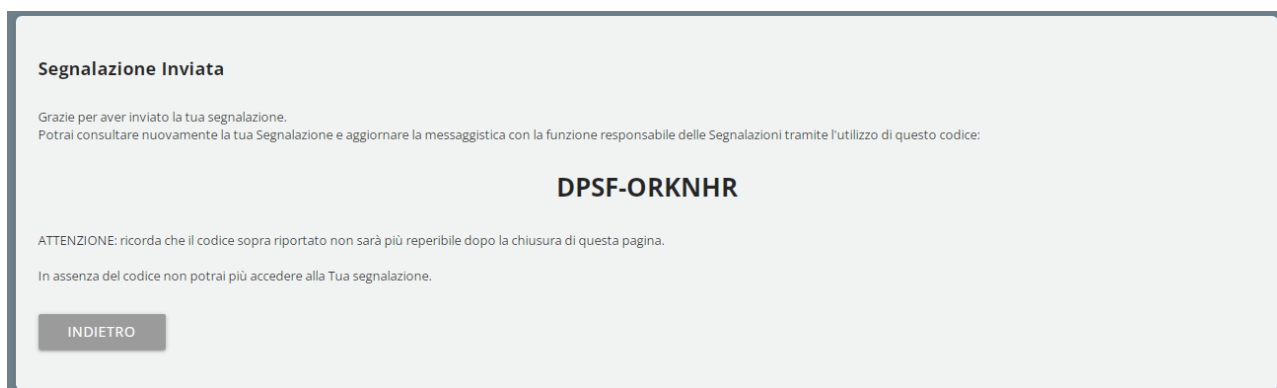 Segnalazione Inviata
Grazie per aver inviato la tua segnalazione.
Potrai consultare nuovamente la tua Segnalazione e aggiornare la messaggistica con la funzione responsabile delle Segnalazioni tramite l'utilizzo di questo codice:
DPSF-ORKNHR
ATTENZIONE: ricorda che il codice sopra riportato non sarà più reperibile dopo la chiusura di questa pagina.
In assenza del codice non potrai più accedere alla Tua segnalazione.
INDIETRO